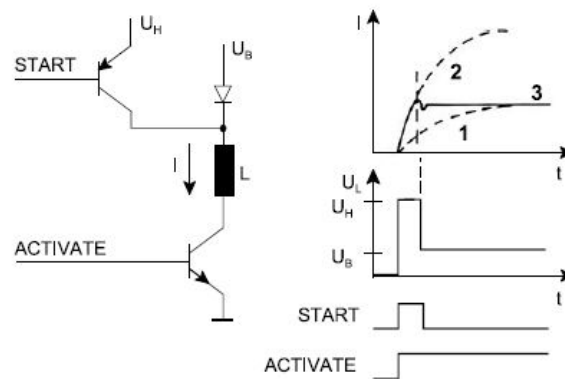 U_H
U_B
START
I
L
ACTIVATE
I
2
3
1
t
U_L
U_H
U_B
t
START
ACTIVATE